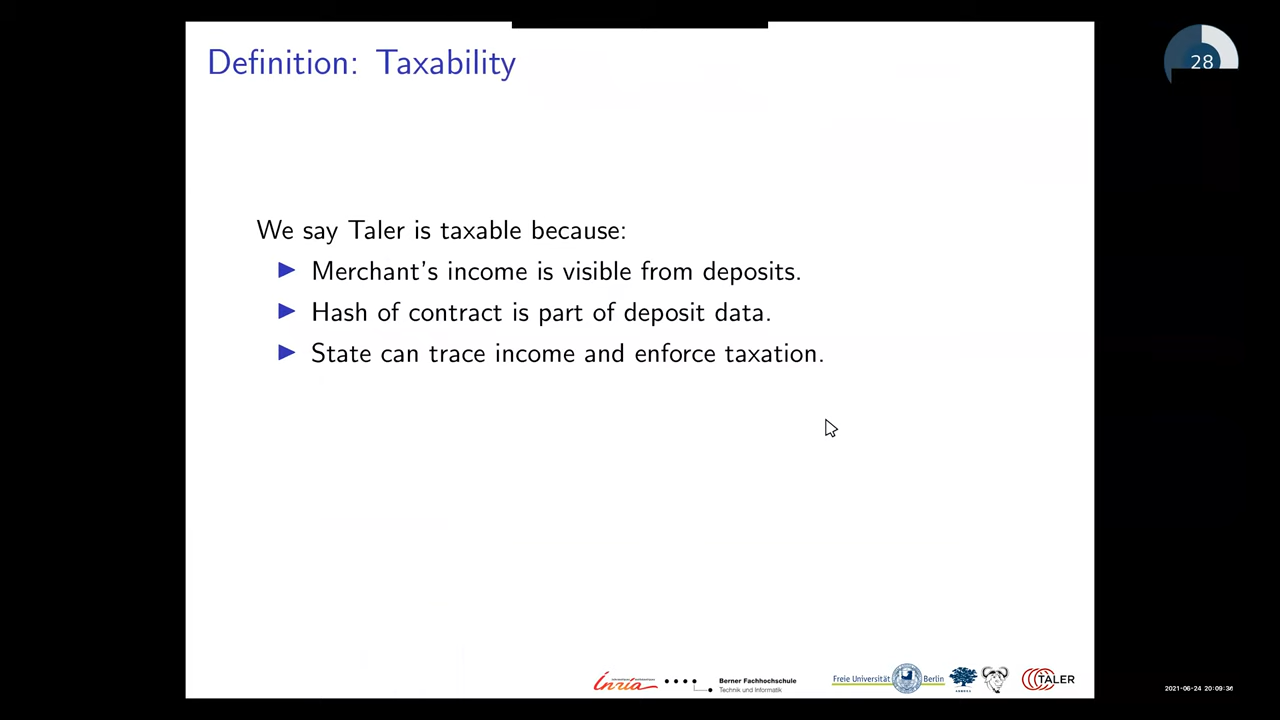 Definition: Taxability
28
We say Taler is taxable because:
Merchant's income is visible from deposits.
Hash of contract is part of deposit data.
State can trace income and enforce taxation.
Inria
Berner Fachhochschule
Technik und Informatik
Freie Universität Berlin
TALER
2021-06-24 20:09:36